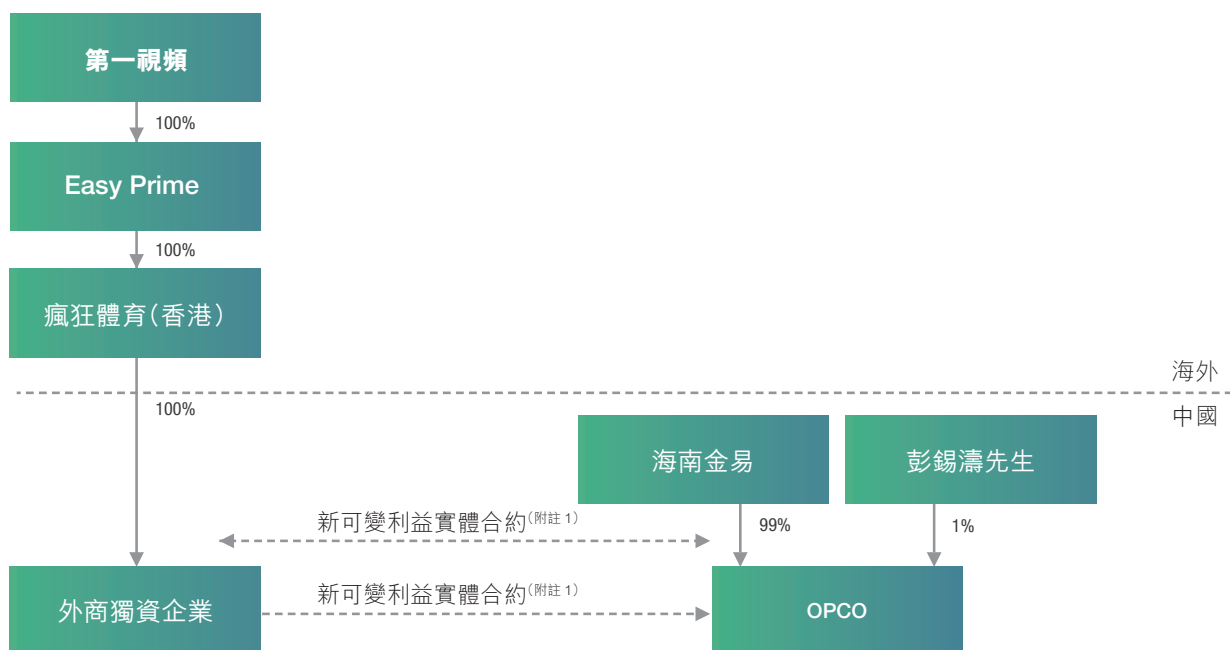 第一視頻
100%
Easy Prime
100%
瘋狂體育(香港)
海外
100%
中國
海南金易
彭錫濤先生
新可變利益實體合約(附註1)
99%
1%
新可變利益實體合約(附註1)
外商獨資企業
OPCO